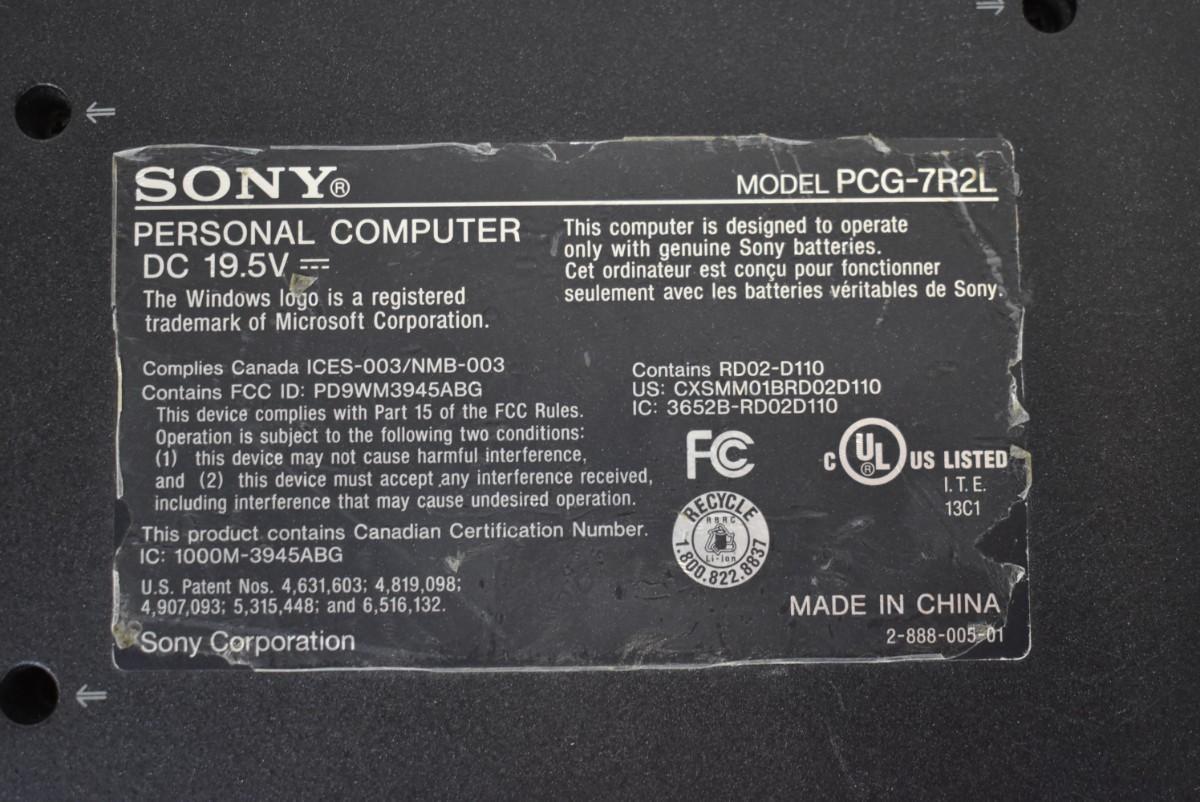 SONY®
MODEL PCG-7R2L
PERSONAL COMPUTER
DC 19.5V ⎓
The Windows logo is a registered
trademark of Microsoft Corporation.
This computer is designed to operate
only with genuine Sony batteries.
Cet ordinateur est conçu pour fonctionner
seulement avec les batteries véritables de Sony.
Complies Canada ICES-003/NMB-003
Contains FCC ID: PD9WM3945ABG
This device complies with Part 15 of the FCC Rules.
Operation is subject to the following two conditions:
(1) this device may not cause harmful interference,
and (2) this device must accept any interference received,
including interference that may cause undesired operation.
This product contains Canadian Certification Number.
IC: 1000M-3945ABG
U.S. Patent Nos. 4,631,603; 4,819,098;
4,907,093; 5,315,448; and 6,516,132.
Sony Corporation
Contains RD02-D110
US: CXSMM01BRD02D110
IC: 3652B-RD02D110
FC
C UL® US LISTED
I.T.E.
13C1
RECYCLE
RBRC
Li-ion
1.800.822.8837
MADE IN CHINA
2-888-005-01